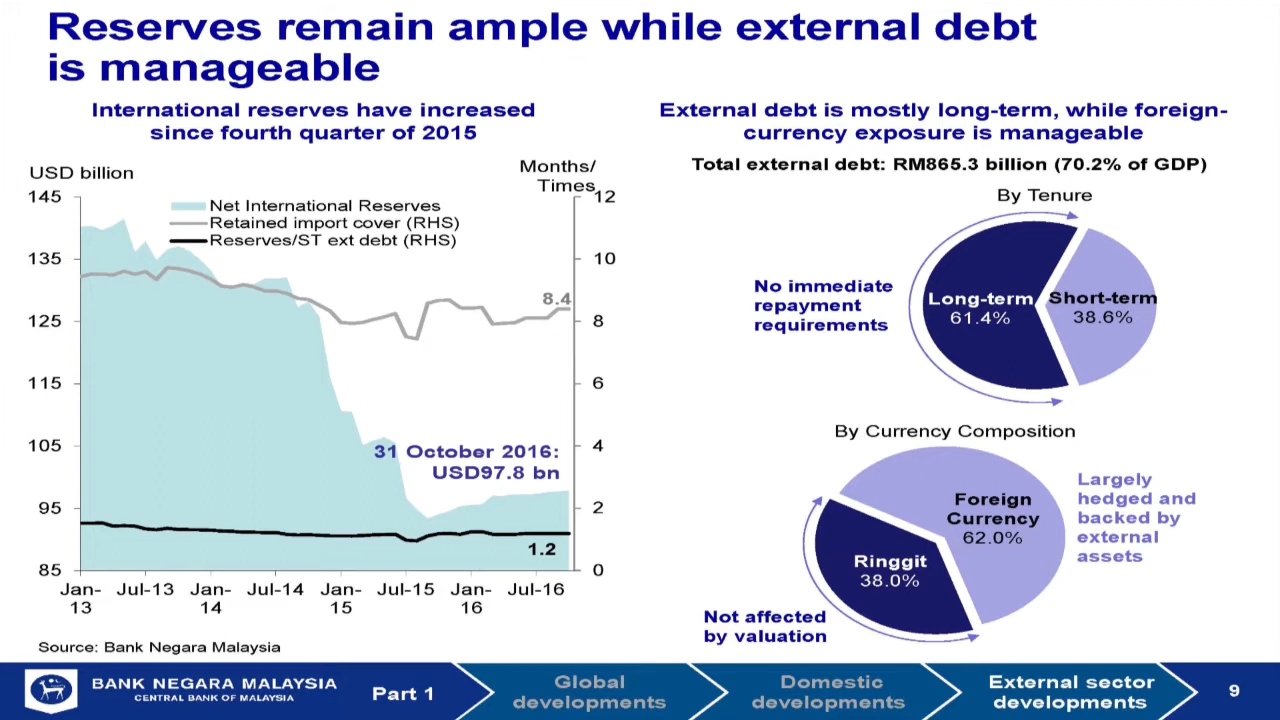 Reserves remain ample while external debt
is manageable
International reserves have increased
since fourth quarter of 2015
USD billion
Months/
Times
145
135
125
115
105
95
85
12
10
8
6
4
2
0
Net International Reserves
Retained import cover (RHS)
Reserves/ST ext debt (RHS)
8.4
31 October 2016:
USD97.8 bn
1.2
Jan-
13
Jul-13
Jan-
14
Jul-14
Jan-
15
Jul-15
Jan-
16
Jul-16
Source: Bank Negara Malaysia
External debt is mostly long-term, while foreign-
currency exposure is manageable
Total external debt: RM865.3 billion (70.2% of GDP)
By Tenure
No immediate
repayment
requirements
Long-term
61.4%
Short-term
38.6%
By Currency Composition
Foreign
Currency
62.0%
Ringgit
38.0%
Largely
hedged and
backed by
external
assets
Not affected
by valuation
BANK NEGARA MALAYSIA
CENTRAL BANK OF MALAYSIA
Part 1
Global
developments
Domestic
developments
External sector
developments
9